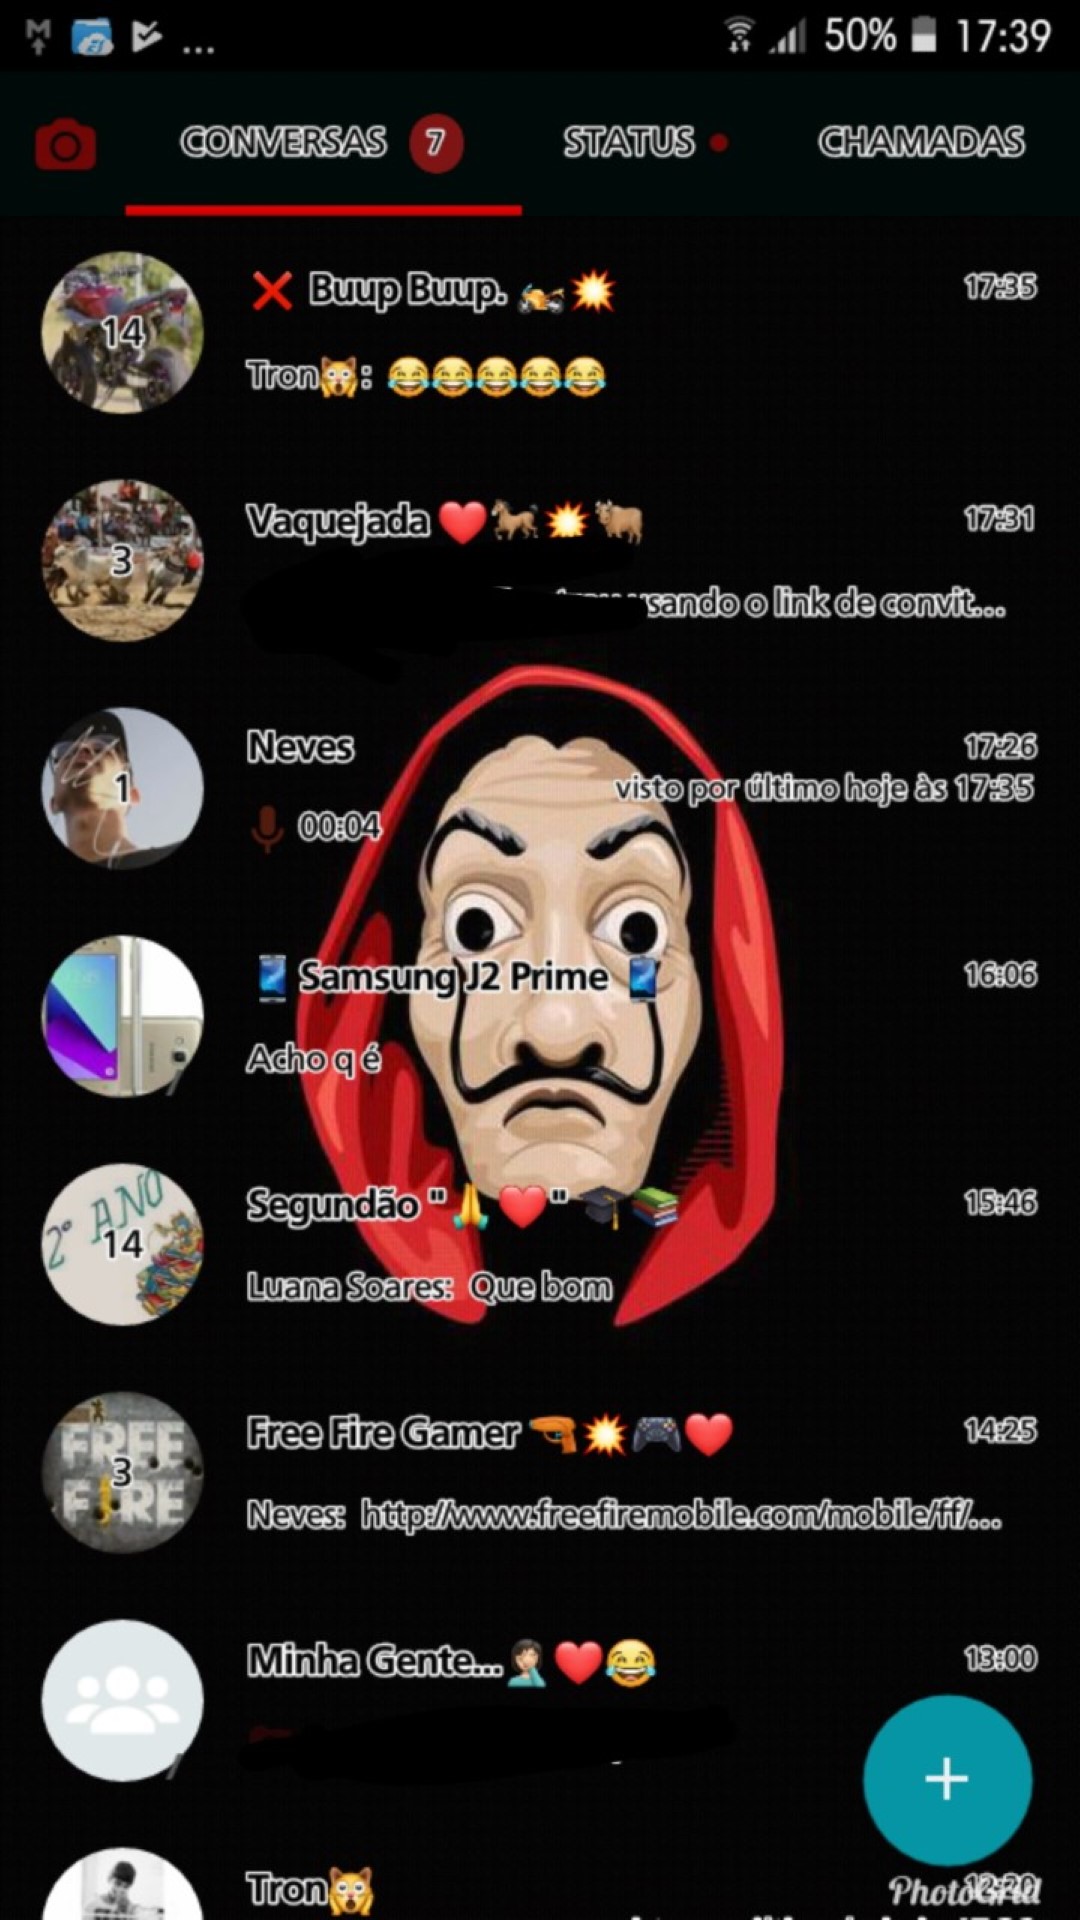 50% 17:39
CONVERSAS 7 STATUS CHAMADAS
14 ❌ Buup Buup. 🏍️💥 17:35
Tron🙀: 😂😂😂😂😂
3 Vaquejada ❤️🐎💥🐂 17:31
usando o link de convit...
1 Neves 17:26
visto por último hoje às 17:35
00:04
📱 Samsung J2 Prime 📱 16:06
Acho q é
2º ANO
14 Segundão "🙏❤️" 🎓📚 15:46
Luana Soares: Que bom
FREE FIRE
3 Free Fire Gamer 🔫💥🎮❤️ 14:25
Neves: http://www.freefiremobile.com/mobile/ff/...
Minha Gente...🤦❤️😂 13:00
+
Tron🙀
PhotoGrid